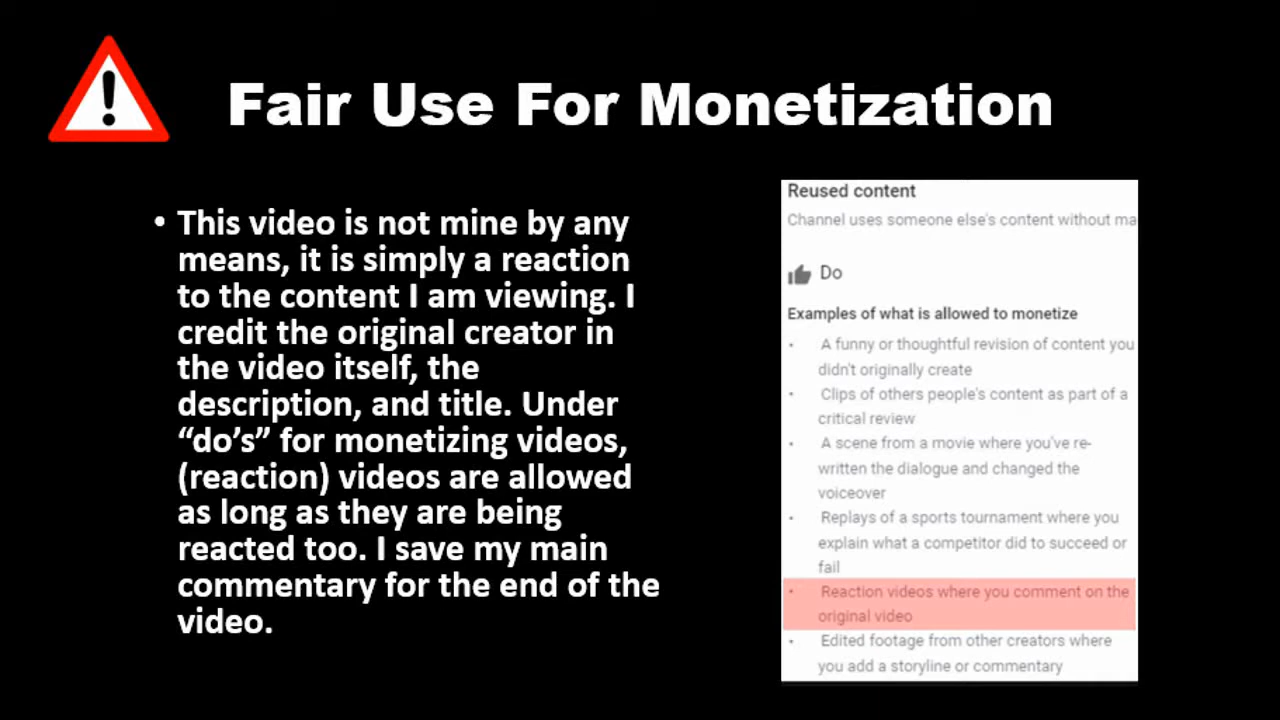 Fair Use For Monetization
• This video is not mine by any
means, it is simply a reaction
to the content I am viewing. I
credit the original creator in
the video itself, the
description, and title. Under
“do’s” for monetizing videos,
(reaction) videos are allowed
as long as they are being
reacted too. I save my main
commentary for the end of the
video.
Reused content
Channel uses someone else's content without ma
Do
Examples of what is allowed to monetize
• A funny or thoughtful revision of content you
didn't originally create
• Clips of others people's content as part of a
critical review
• A scene from a movie where you've re-
written the dialogue and changed the
voiceover
• Replays of a sports tournament where you
explain what a competitor did to succeed or
fail
• Reaction videos where you comment on the
original video
• Edited footage from other creators where
you add a storyline or commentary